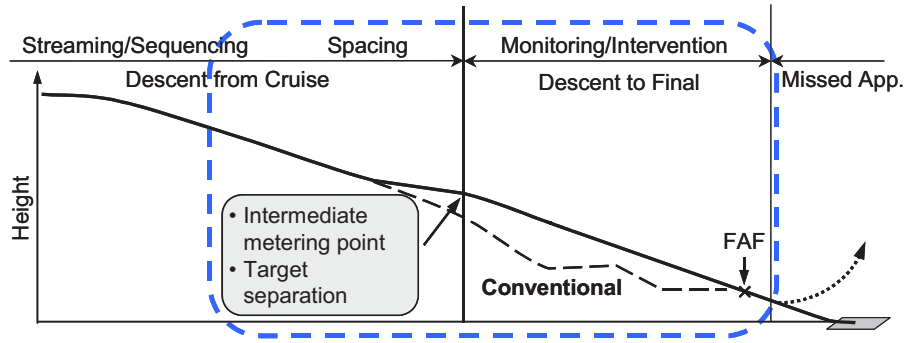 Streaming/Sequencing Spacing Monitoring/Intervention
Descent from Cruise Descent to Final Missed App.
Height
• Intermediate
metering point
• Target
separation
FAF
Conventional